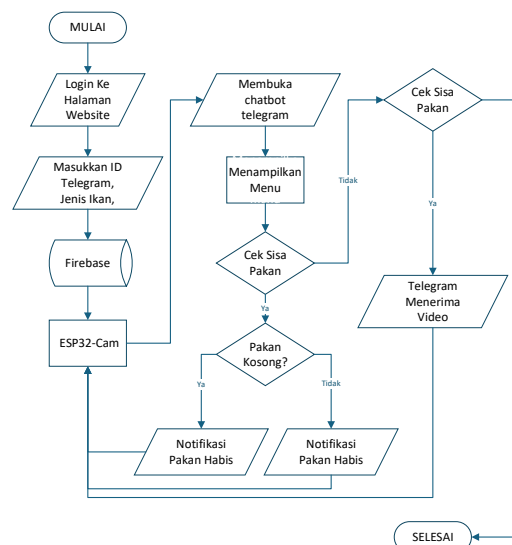 MULAI
Login Ke
Halaman
Website
Masukkan ID
Telegram,
Jenis Ikan,
Firebase
ESP32-Cam
Membuka
chatbot
telegram
Menampilkan
Menu
Cek Sisa
Pakan
Ya
Tidak
Pakan
Kosong?
Ya
Tidak
Notifikasi
Pakan Habis
Notifikasi
Pakan Habis
Cek Sisa
Pakan
Ya
Telegram
Menerima
Video
SELESAI